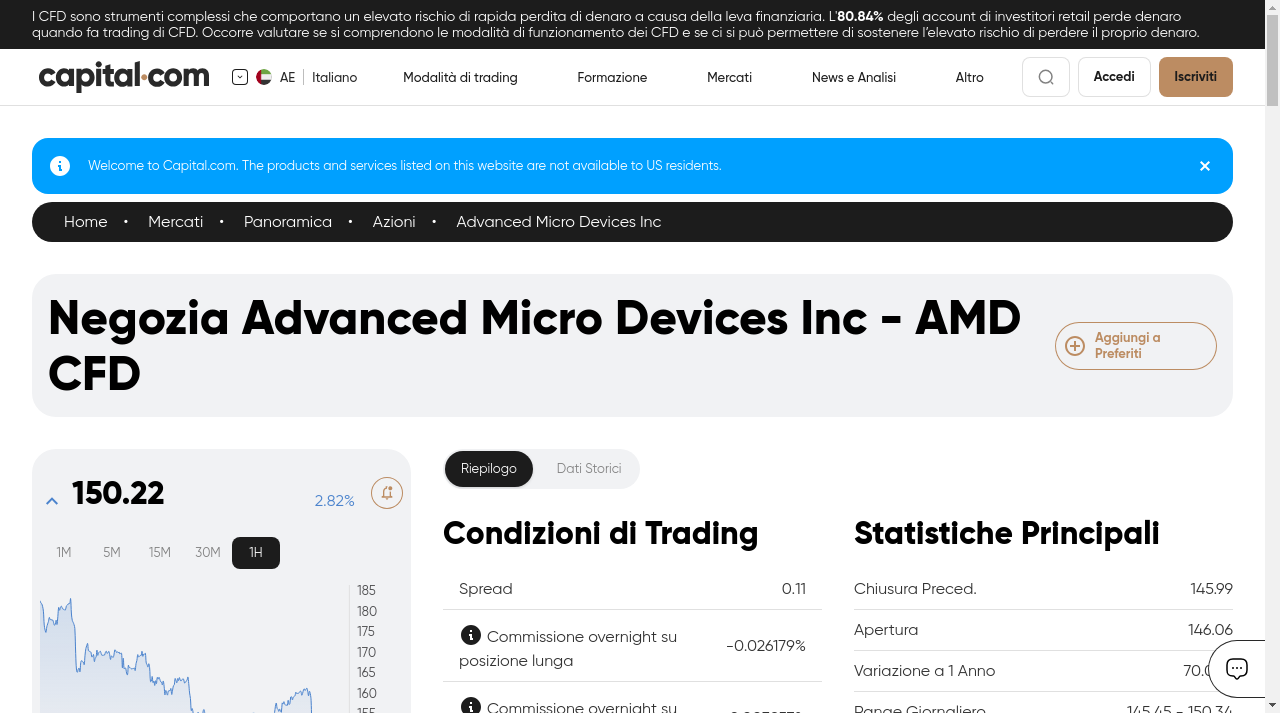 I CFD sono strumenti complessi che comportano un elevato rischio di rapida perdita di denaro a causa della leva finanziaria. L'80.84% degli account di investitori retail perde denaro
quando fa trading di CFD. Occorre valutare se si comprendono le modalità di funzionamento dei CFD e se ci si può permettere di sostenere l'elevato rischio di perdere il proprio denaro.
capital.com AE Italiano Modalità di trading Formazione Mercati News e Analisi Altro Accedi Iscriviti
Welcome to Capital.com. The products and services listed on this website are not available to US residents.
Home • Mercati • Panoramica • Azioni • Advanced Micro Devices Inc
Negozia Advanced Micro Devices Inc - AMD
CFD
Aggiungi a
Preferiti
150.22 2.82%
1M 5M 15M 30M 1H
185
180
175
170
165
160
Riepilogo Dati Storici
Condizioni di Trading
Spread 0.11
Commissione overnight su
posizione lunga -0.026179%
Commissione overnight su
Statistiche Principali
Chiusura Preced. 145.99
Apertura 146.06
Variazione a 1 Anno
Range Giornaliero 145.45 - 150.34